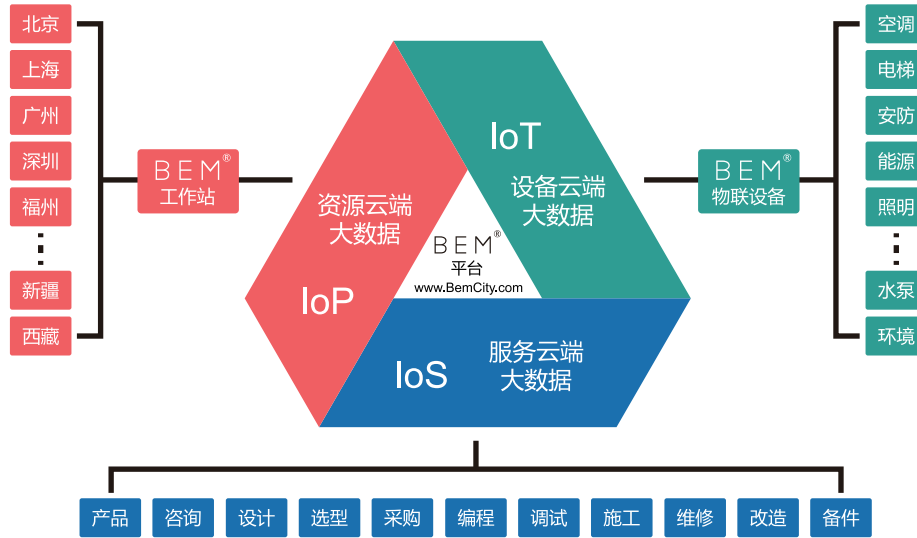 北京
上海
广州
深圳
福州
新疆
西藏
BEM®
工作站
资源云端
大数据
IoP
IoT
设备云端
大数据
BEM®
平台
www.BemCity.com
IoS
服务云端
大数据
BEM®
物联设备
空调
电梯
安防
能源
照明
水泵
环境
产品
咨询
设计
选型
采购
编程
调试
施工
维修
改造
备件